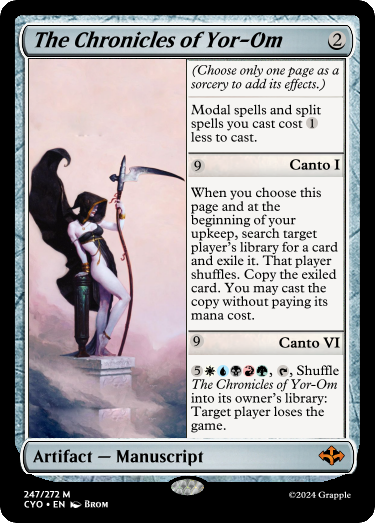 The Chronicles of Yor-Om 2
(Choose only one page as a
sorcery to add its effects.)
Modal spells and split
spells you cast cost 1
less to cast.
9 Canto I
When you choose this
page and at the
beginning of your
upkeep, search target
player's library for a card
and exile it. That player
shuffles. Copy the exiled
card. You may cast the
copy without paying its
mana cost.
9 Canto VI
5, , Shuffle
The Chronicles of Yor-Om
into its owner's library:
Target player loses the
game.
Artifact — Manuscript
247/272 M
CYO • EN Brom
©2024 Grapple